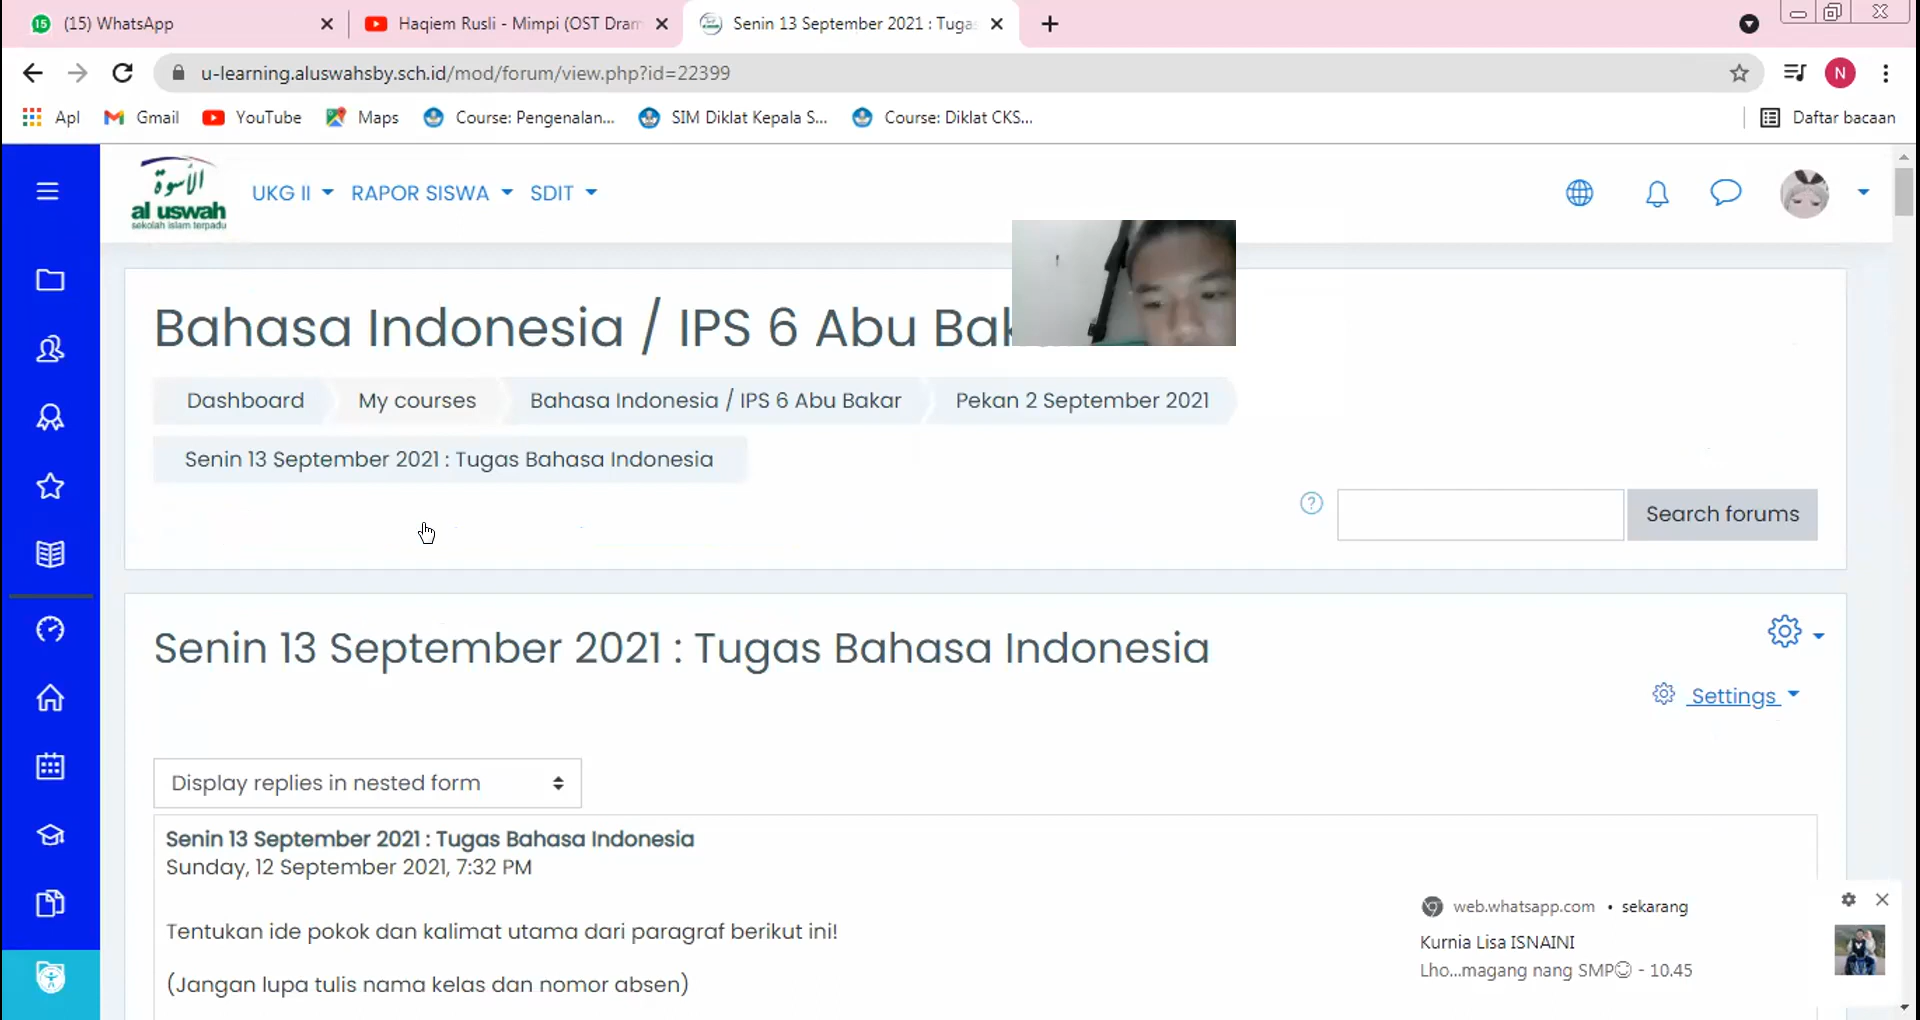 15 (15) WhatsApp
Haqiem Rusli - Mimpi (OST Dram
Senin 13 September 2021 : Tuga
u-learning.aluswahsby.sch.id/mod/forum/view.php?id=22399
N
Apl
Gmail
YouTube
Maps
Course: Pengenalan...
SIM Diklat Kepala S...
Course: Diklat CKS...
Daftar bacaan
الأسوة
al uswah
sekolah islam terpadu
UKG II
RAPOR SISWA
SDIT
Bahasa Indonesia / IPS 6 Abu
Dashboard
My courses
Bahasa Indonesia / IPS 6 Abu Bakar
Pekan 2 September 2021
Senin 13 September 2021 : Tugas Bahasa Indonesia
?
Search forums
Senin 13 September 2021 : Tugas Bahasa Indonesia
Settings
Display replies in nested form
Senin 13 September 2021 : Tugas Bahasa Indonesia
Sunday, 12 September 2021, 7:32 PM
Tentukan ide pokok dan kalimat utama dari paragraf berikut ini!
(Jangan lupa tulis nama kelas dan nomor absen)
web.whatsapp.com • sekarang
Kurnia Lisa ISNAINI
Lho...magang nang SMP😊 - 10.45